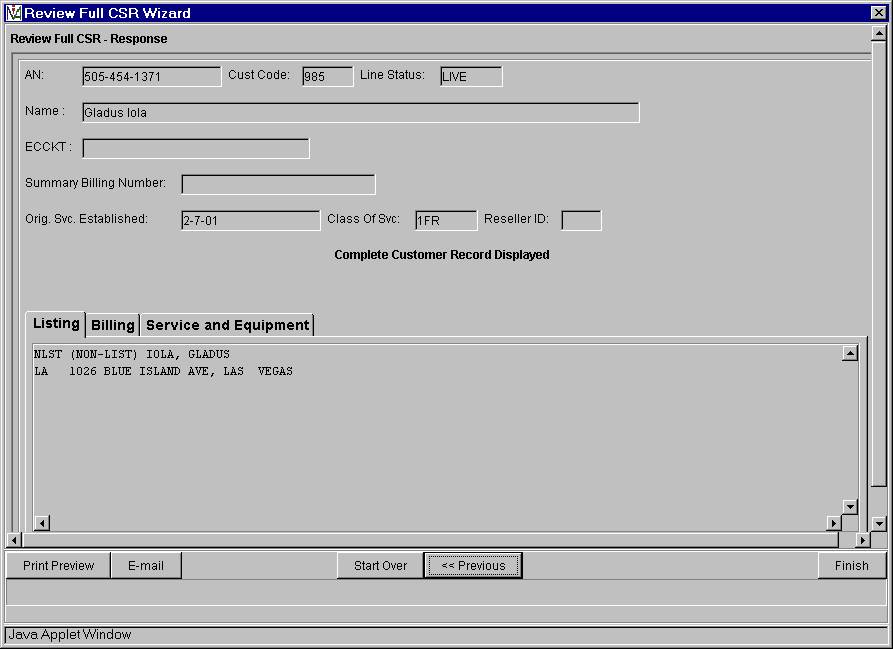 Review Full CSR Wizard
Review Full CSR - Response
AN: 505-454-1371 Cust Code: 985 Line Status: LIVE
Name : Gladus Iola
ECCKT :
Summary Billing Number:
Orig. Svc. Established: 2-7-01 Class Of Svc: 1FR Reseller ID:
Complete Customer Record Displayed
Listing Billing Service and Equipment
NLST (NON-LIST) IOLA, GLADUS
LA 1026 BLUE ISLAND AVE, LAS VEGAS
Print Preview E-mail Start Over << Previous Finish
Java Applet Window